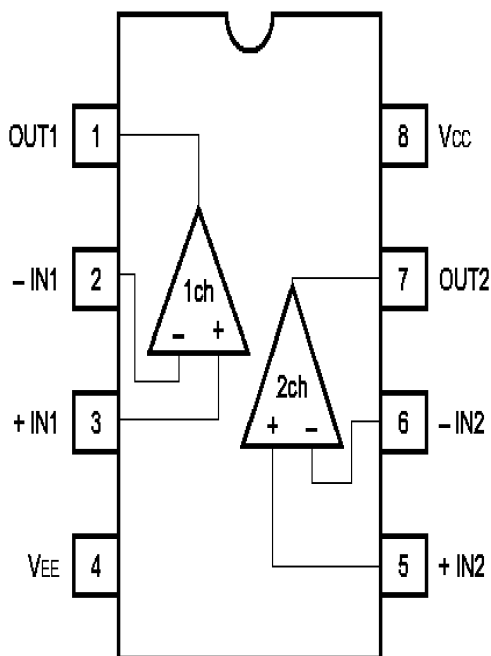 OUT1 1 8 VCC
– IN1 2 1ch 7 OUT2
– +
+ IN1 3 2ch 6 – IN2
+ –
VEE 4 5 + IN2